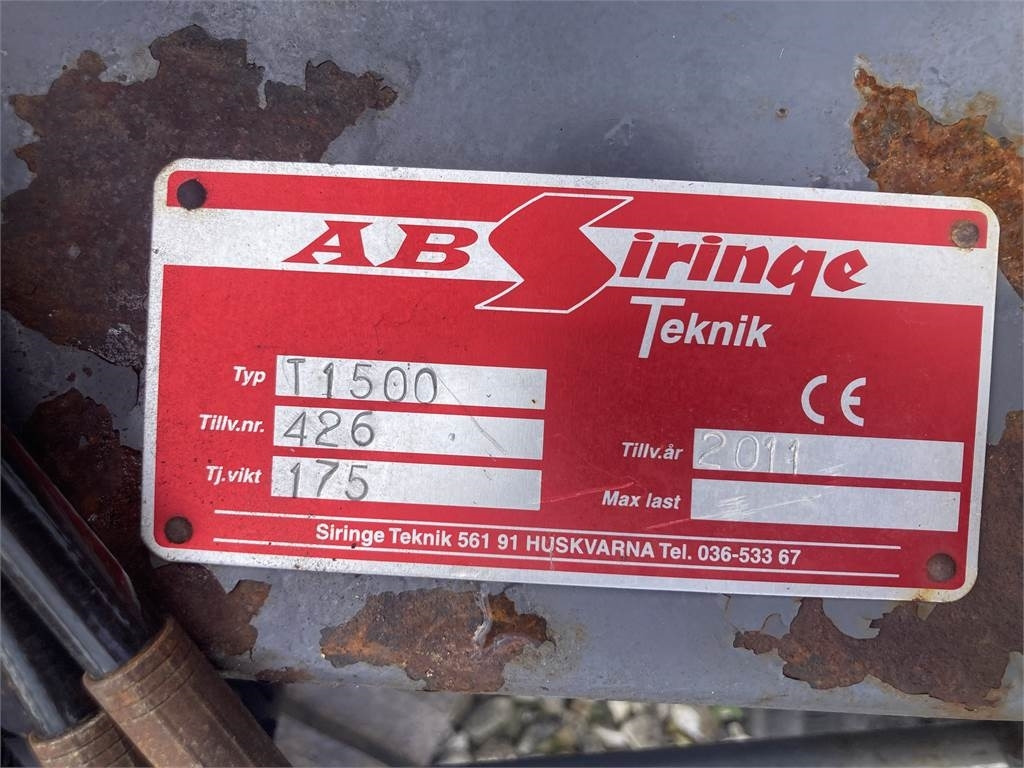 AB Siringe
Teknik
Typ T1500
Tillv.nr. 426
Tj.vikt 175
CE
Tillv.år 2011
Max last
Siringe Teknik 561 91 HUSKVARNA Tel. 036-533 67